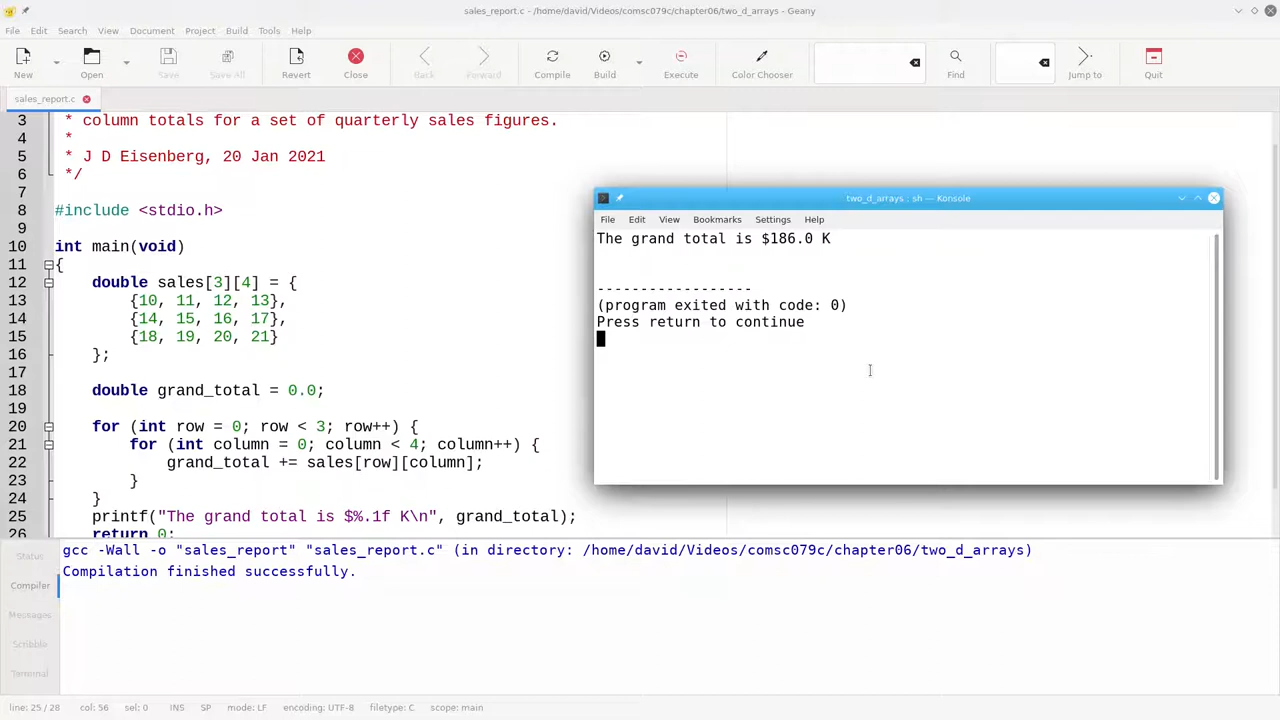 sales_report.c - /home/david/Videos/comsc079c/chapter06/two_d_arrays - Geany
File Edit Search View Document Project Build Tools Help
New Open Save Save All Revert Close Back Forward Compile Build Execute Color Chooser Find Jump to Quit
sales_report.c
3 * column totals for a set of quarterly sales figures.
4 *
5 * J D Eisenberg, 20 Jan 2021
6 */
7
8 #include <stdio.h>
9
10 int main(void)
11 {
12 double sales[3][4] = {
13 {10, 11, 12, 13},
14 {14, 15, 16, 17},
15 {18, 19, 20, 21}
16 };
17
18 double grand_total = 0.0;
19
20 for (int row = 0; row < 3; row++) {
21 for (int column = 0; column < 4; column++) {
22 grand_total += sales[row][column];
23 }
24 }
25 printf("The grand total is $%.1f K\n", grand_total);
26 return 0;
two_d_arrays : sh — Konsole
File Edit View Bookmarks Settings Help
The grand total is $186.0 K
------------------
(program exited with code: 0)
Press return to continue
Status
Compiler
Messages
Scribble
Terminal
gcc -Wall -o "sales_report" "sales_report.c" (in directory: /home/david/Videos/comsc079c/chapter06/two_d_arrays)
Compilation finished successfully.
line: 25 / 28 col: 56 sel: 0 INS SP mode: LF encoding: UTF-8 filetype: C scope: main